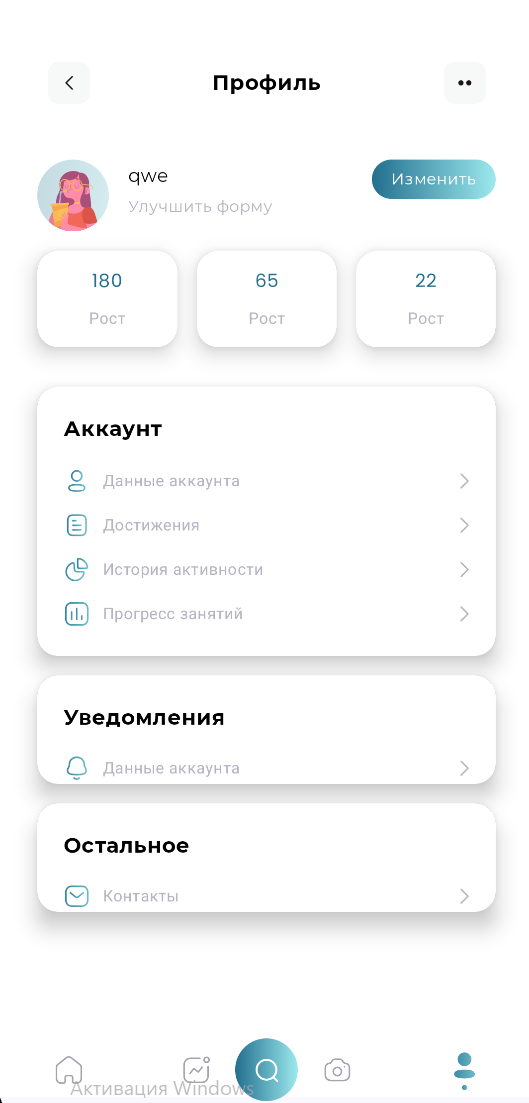 Профиль
qwe
Изменить
Улучшить форму
180
65
22
Рост
Рост
Рост
Аккаунт
Данные аккаунта
Достижения
История активности
Прогресс занятий
Уведомления
Данные аккаунта
Остальное
Контакты
Активация Windows